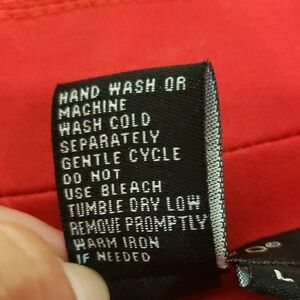 HAND WASH OR
MACHINE
WASH COLD
SEPARATELY
GENTLE CYCLE
DO NOT
USE BLEACH
TUMBLE DRY LOW
REMOVE PROMPTLY
WARM IRON
IF NEEDED